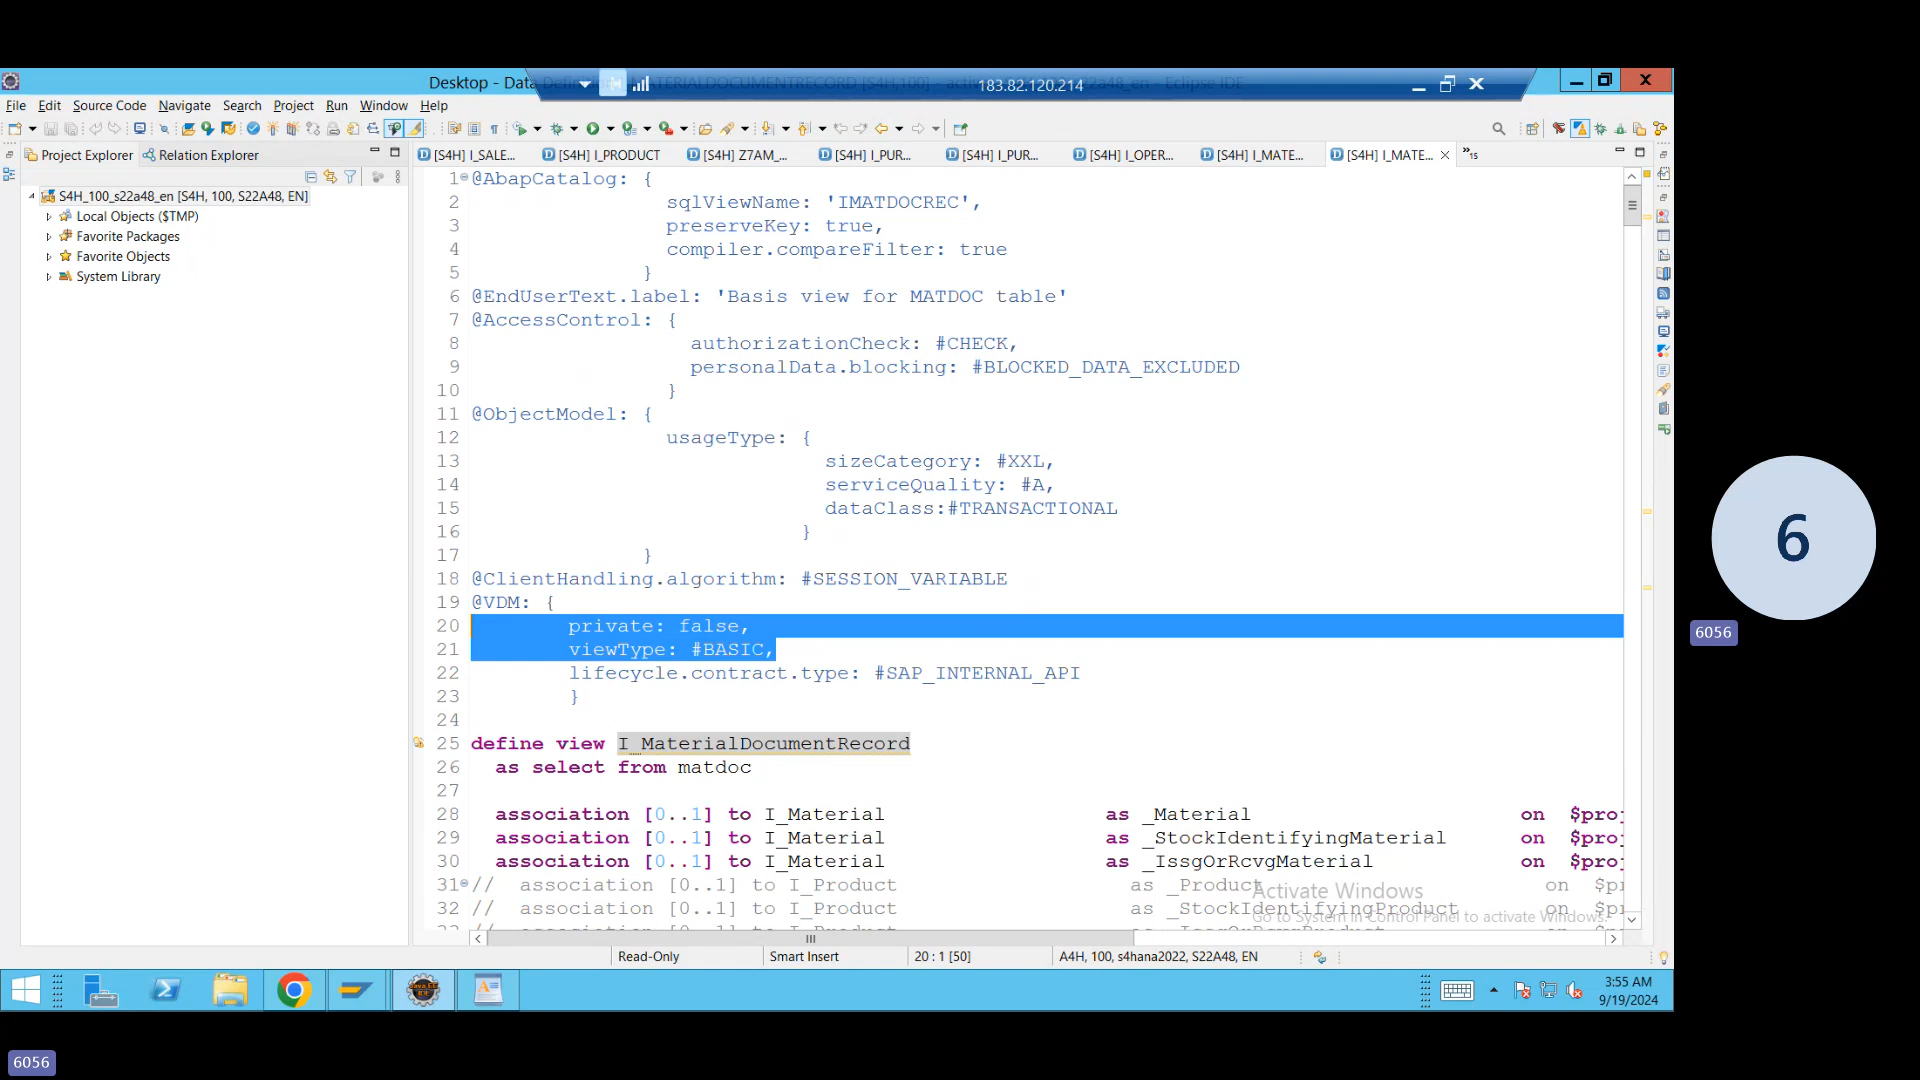 Desktop - Data Defini
183.82.120.214
File Edit Source Code Navigate Search Project Run Window Help
Project Explorer Relation Explorer
[S4H] I_SALE... [S4H] I_PRODUCT [S4H] Z7AM_... [S4H] I_PUR... [S4H] I_PUR... [S4H] I_OPER... [S4H] I_MATE... [S4H] I_MATE... »15
S4H_100_s22a48_en [S4H, 100, S22A48, EN]
Local Objects ($TMP)
Favorite Packages
Favorite Objects
System Library
1 @AbapCatalog: {
2 sqlViewName: 'IMATDOCREC',
3 preserveKey: true,
4 compiler.compareFilter: true
5 }
6 @EndUserText.label: 'Basis view for MATDOC table'
7 @AccessControl: {
8 authorizationCheck: #CHECK,
9 personalData.blocking: #BLOCKED_DATA_EXCLUDED
10 }
11 @ObjectModel: {
12 usageType: {
13 sizeCategory: #XXL,
14 serviceQuality: #A,
15 dataClass:#TRANSACTIONAL
16 }
17 }
18 @ClientHandling.algorithm: #SESSION_VARIABLE
19 @VDM: {
20 private: false,
21 viewType: #BASIC,
22 lifecycle.contract.type: #SAP_INTERNAL_API
23 }
24
25 define view I_MaterialDocumentRecord
26 as select from matdoc
27
28 association [0..1] to I_Material as _Material on $proj
29 association [0..1] to I_Material as _StockIdentifyingMaterial on $proj
30 association [0..1] to I_Material as _IssgOrRcvgMaterial on $proj
31 // association [0..1] to I_Product as _Product on $pr
32 // association [0..1] to I_Product as _StockIdentifyingProduct on $pr
Activate Windows
Go to System in Control Panel to activate Windows.
Read-Only Smart Insert 20 : 1 [50] A4H, 100, s4hana2022, S22A48, EN
3:55 AM
9/19/2024
6
6056
6056